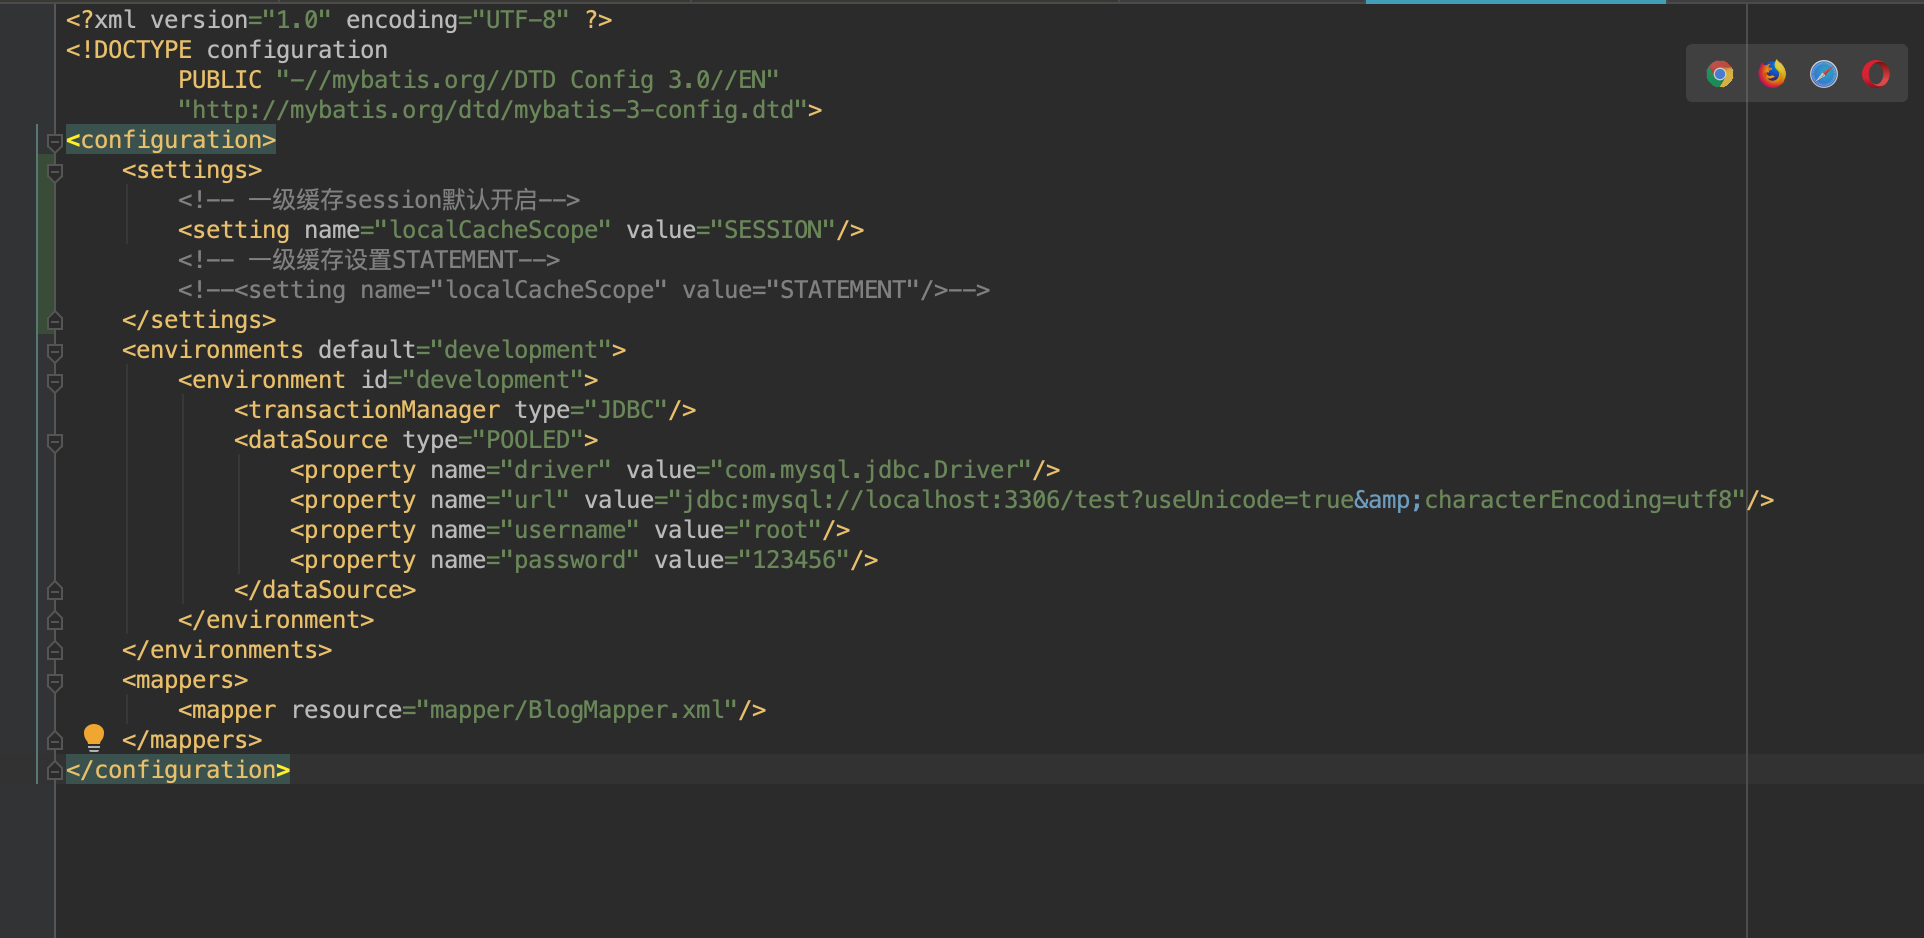 <?xml version="1.0" encoding="UTF-8" ?>
<!DOCTYPE configuration
        PUBLIC "-//mybatis.org//DTD Config 3.0//EN"
        "http://mybatis.org/dtd/mybatis-3-config.dtd">
<configuration>
    <settings>
        <!-- 一级缓存session默认开启-->
        <setting name="localCacheScope" value="SESSION"/>
        <!-- 一级缓存设置STATEMENT-->
        <!--<setting name="localCacheScope" value="STATEMENT"/>-->
    </settings>
    <environments default="development">
        <environment id="development">
            <transactionManager type="JDBC"/>
            <dataSource type="POOLED">
                <property name="driver" value="com.mysql.jdbc.Driver"/>
                <property name="url" value="jdbc:mysql://localhost:3306/test?useUnicode=true&amp;characterEncoding=utf8"/>
                <property name="username" value="root"/>
                <property name="password" value="123456"/>
            </dataSource>
        </environment>
    </environments>
    <mappers>
        <mapper resource="mapper/BlogMapper.xml"/>
    </mappers>
</configuration>